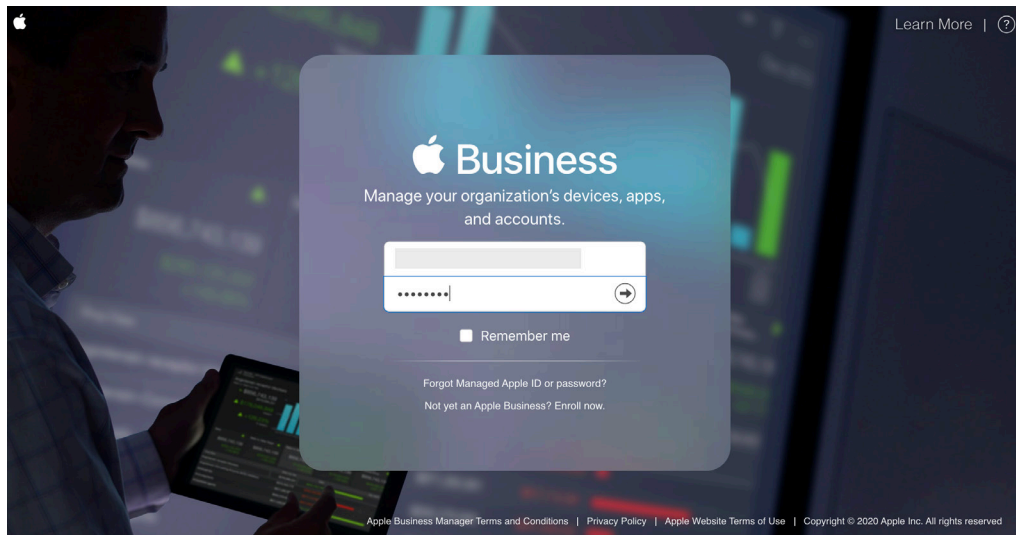 Learn More | ?
Business
Manage your organization's devices, apps,
and accounts.
••••••••
Remember me
Forgot Managed Apple ID or password?
Not yet an Apple Business? Enroll now.
Apple Business Manager Terms and Conditions | Privacy Policy | Apple Website Terms of Use | Copyright © 2020 Apple Inc. All rights reserved